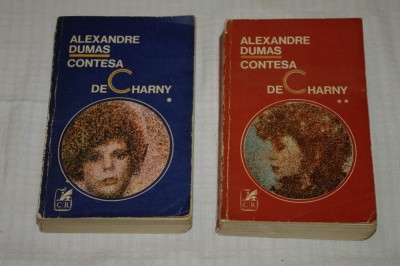 ALEXANDRE
DUMAS
CONTESA
DE CHARNY
*
C R
ALEXANDRE
DUMAS
CONTESA
DE CHARNY
**
C R